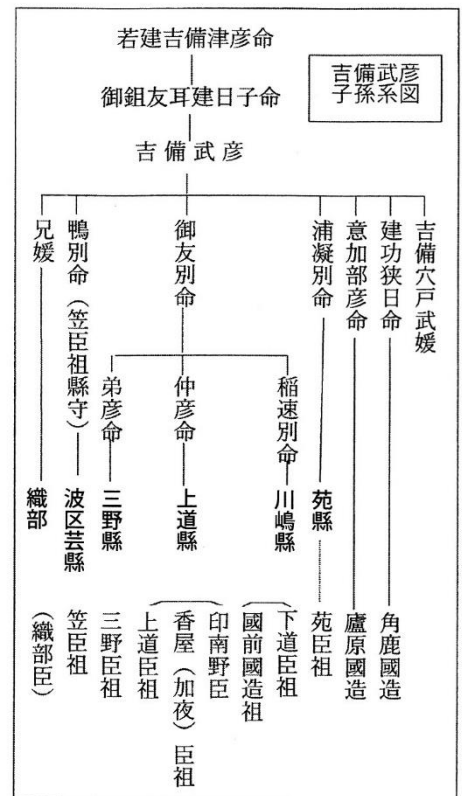 吉備武彦
子孫系図
若建吉備津彦命
御鉏友耳建日子命
吉備武彦
吉備穴戸武媛
建功狭日命
意加部彦命
浦凝別命
御友別命
鴨別命（笠臣祖縣守）
兄媛
稲速別命
仲彦命
弟彦命
苑縣
川嶋縣
上道縣
三野縣
波区芸縣
織部
角鹿國造
廬原國造
苑臣祖
下道臣祖
國前國造祖
印南野臣
香屋（加夜）臣祖
上道臣祖
三野臣祖
笠臣祖
（織部臣）